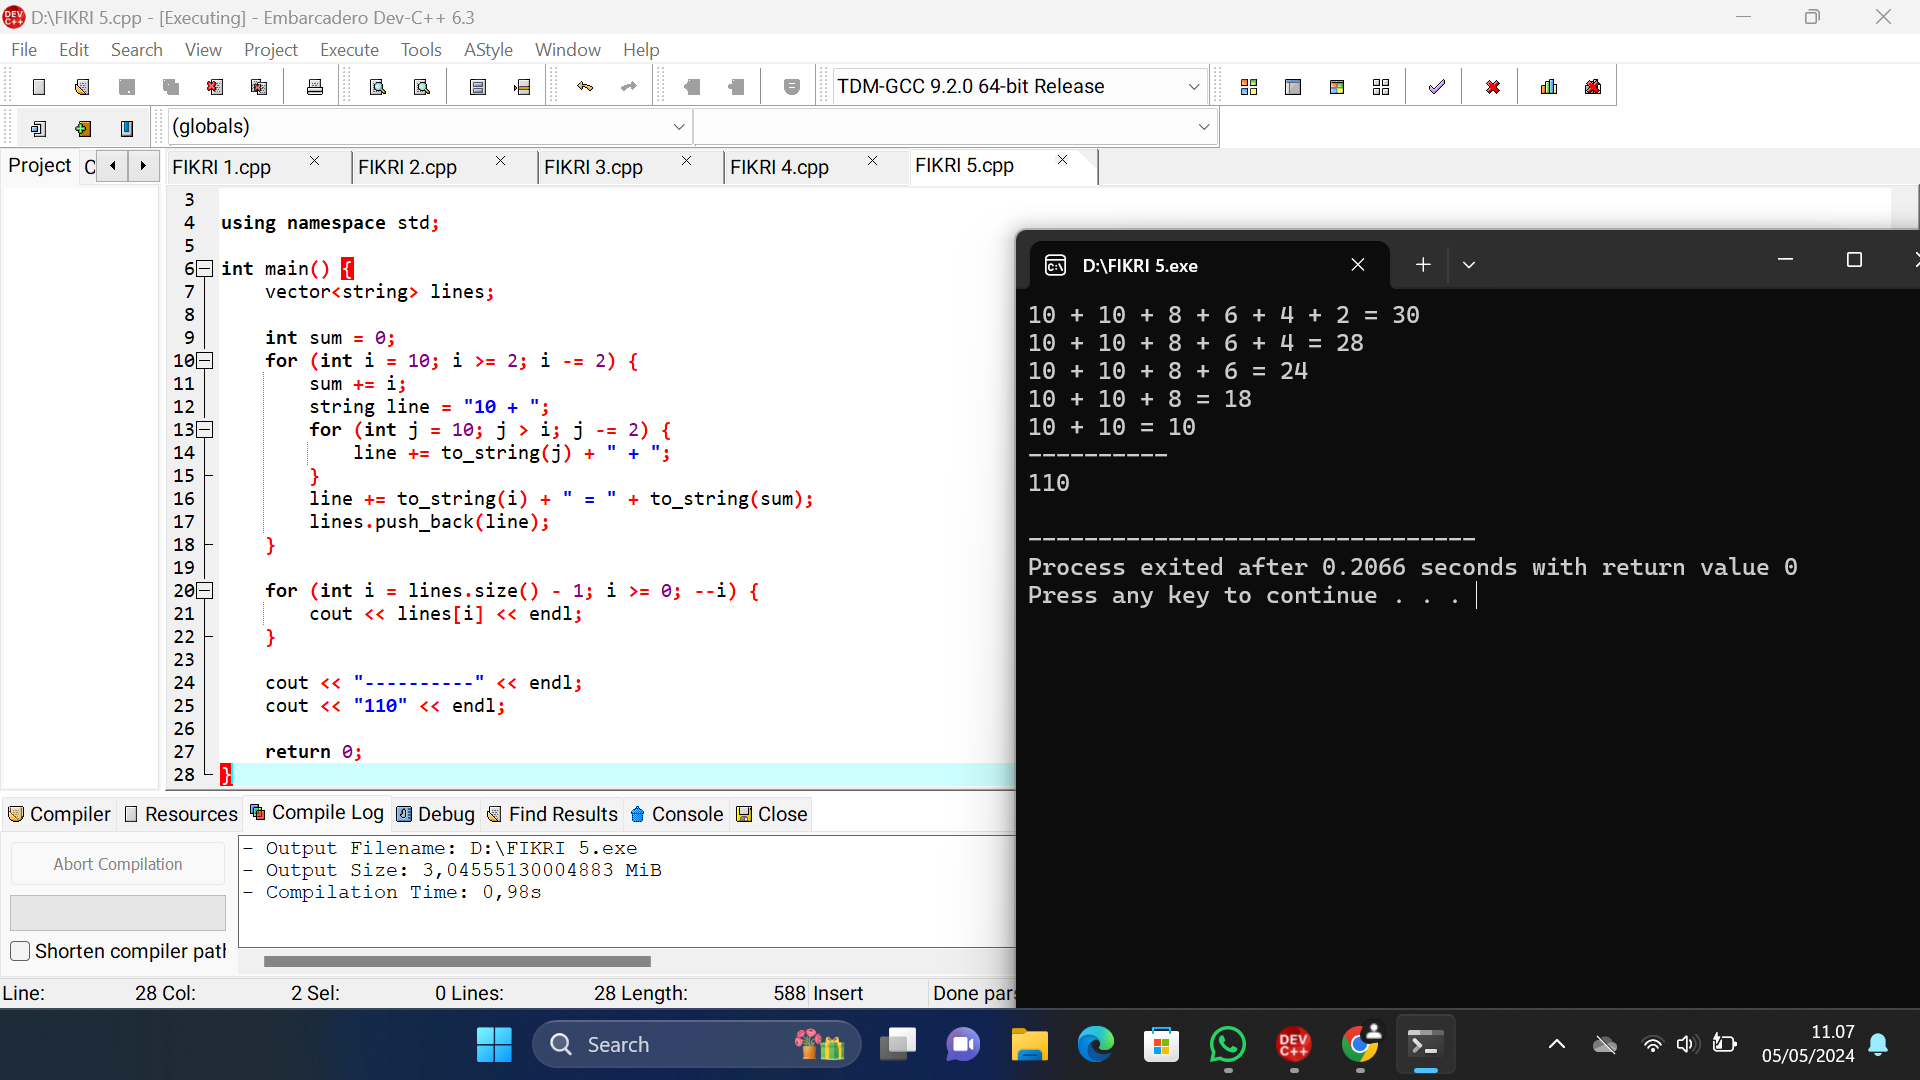 D:\FIKRI 5.cpp - [Executing] - Embarcadero Dev-C++ 6.3
File Edit Search View Project Execute Tools AStyle Window Help
TDM-GCC 9.2.0 64-bit Release
(globals)
Project C
FIKRI 1.cpp FIKRI 2.cpp FIKRI 3.cpp FIKRI 4.cpp FIKRI 5.cpp
3
4 using namespace std;
5
6 int main() {
7 vector<string> lines;
8
9 int sum = 0;
10 for (int i = 10; i >= 2; i -= 2) {
11 sum += i;
12 string line = "10 + ";
13 for (int j = 10; j > i; j -= 2) {
14 line += to_string(j) + " + ";
15 }
16 line += to_string(i) + " = " + to_string(sum);
17 lines.push_back(line);
18 }
19
20 for (int i = lines.size() - 1; i >= 0; --i) {
21 cout << lines[i] << endl;
22 }
23
24 cout << "----------" << endl;
25 cout << "110" << endl;
26
27 return 0;
28 }
D:\FIKRI 5.exe
10 + 10 + 8 + 6 + 4 + 2 = 30
10 + 10 + 8 + 6 + 4 = 28
10 + 10 + 8 + 6 = 24
10 + 10 + 8 = 18
10 + 10 = 10
----------
110
--------------------------------
Process exited after 0.2066 seconds with return value 0
Press any key to continue . . .
Compiler Resources Compile Log Debug Find Results Console Close
Abort Compilation
Shorten compiler path
- Output Filename: D:\FIKRI 5.exe
- Output Size: 3,04555130004883 MiB
- Compilation Time: 0,98s
Line: 28 Col: 2 Sel: 0 Lines: 28 Length: 588 Insert Done pars
Search
DEV C++
11.07
05/05/2024